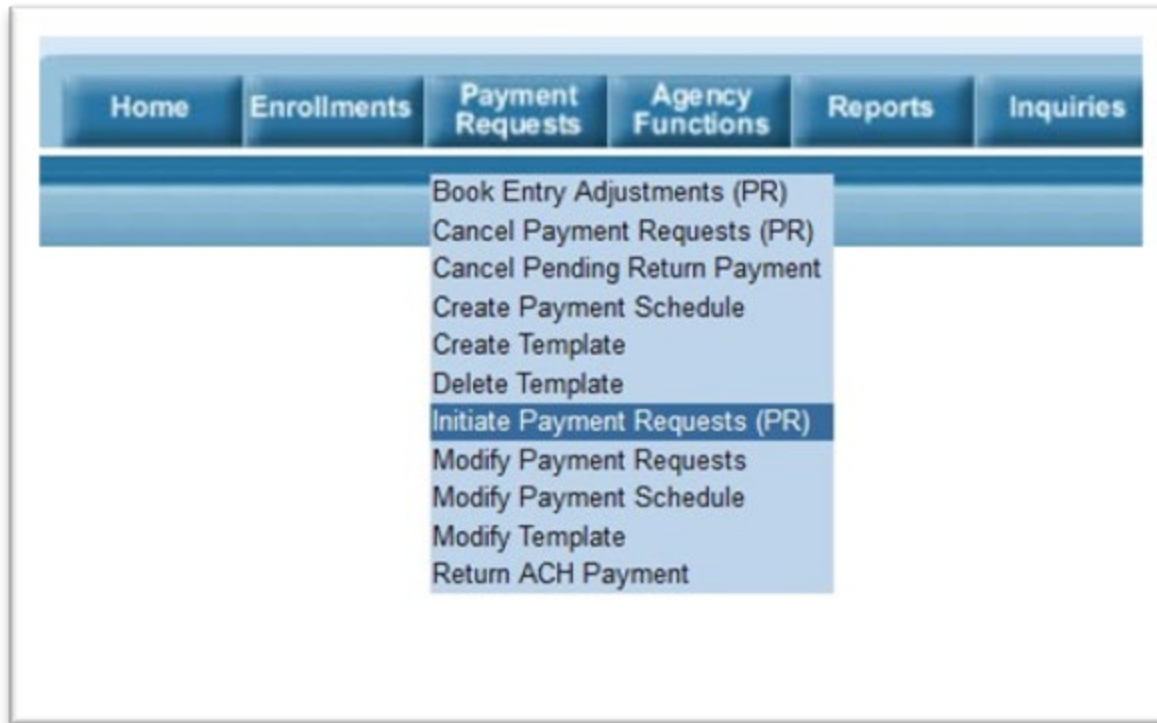 Home
Enrollments
Payment
Requests
Agency
Functions
Reports
Inquiries
Book Entry Adjustments (PR)
Cancel Payment Requests (PR)
Cancel Pending Return Payment
Create Payment Schedule
Create Template
Delete Template
Initiate Payment Requests (PR)
Modify Payment Requests
Modify Payment Schedule
Modify Template
Return ACH Payment